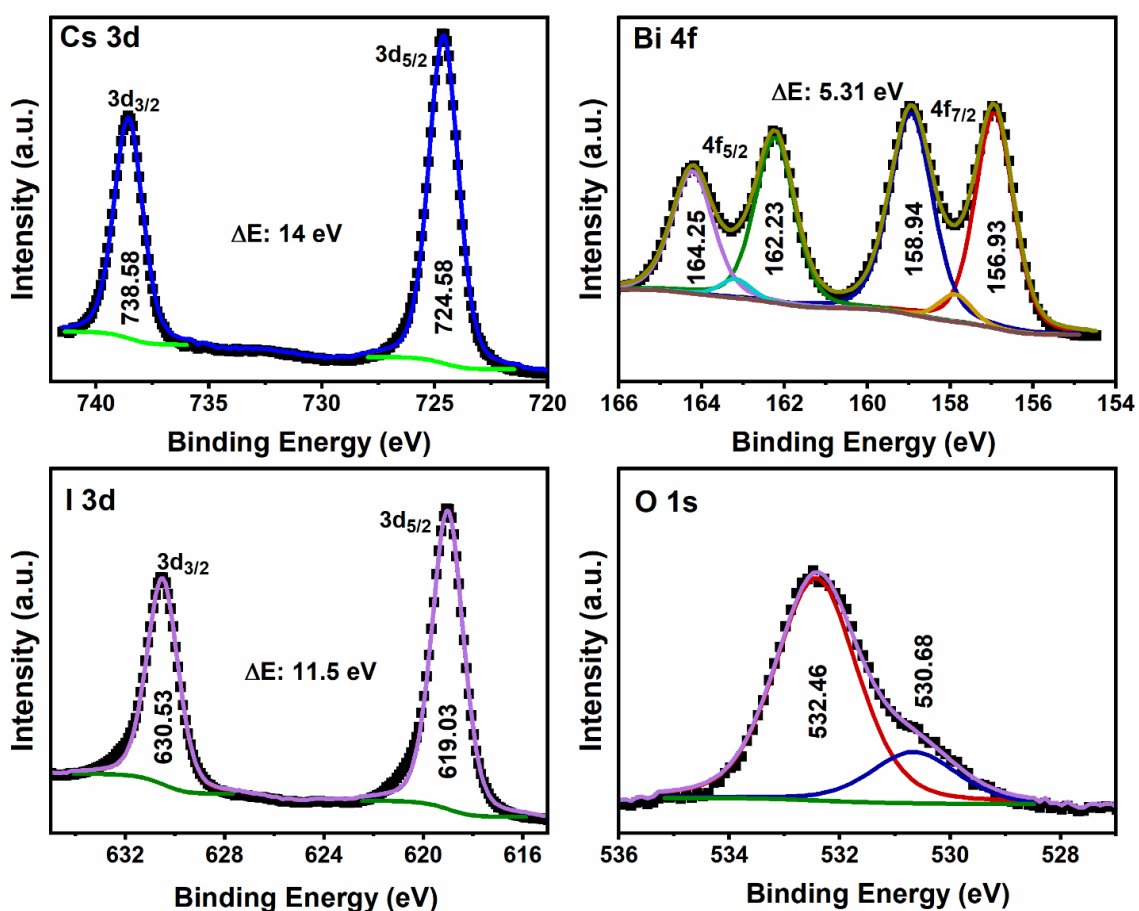 Cs 3d
3d5/2
3d3/2
ΔE: 14 eV
738.58
724.58
Intensity (a.u.)
740 735 730 725 720
Binding Energy (eV)
Bi 4f
ΔE: 5.31 eV
4f7/2
4f5/2
164.25
162.23
158.94
156.93
Intensity (a.u.)
166 164 162 160 158 156 154
Binding Energy (eV)
I 3d
3d5/2
3d3/2
ΔE: 11.5 eV
630.53
619.03
Intensity (a.u.)
632 628 624 620 616
Binding Energy (eV)
O 1s
532.46
530.68
Intensity (a.u.)
536 534 532 530 528
Binding Energy (eV)